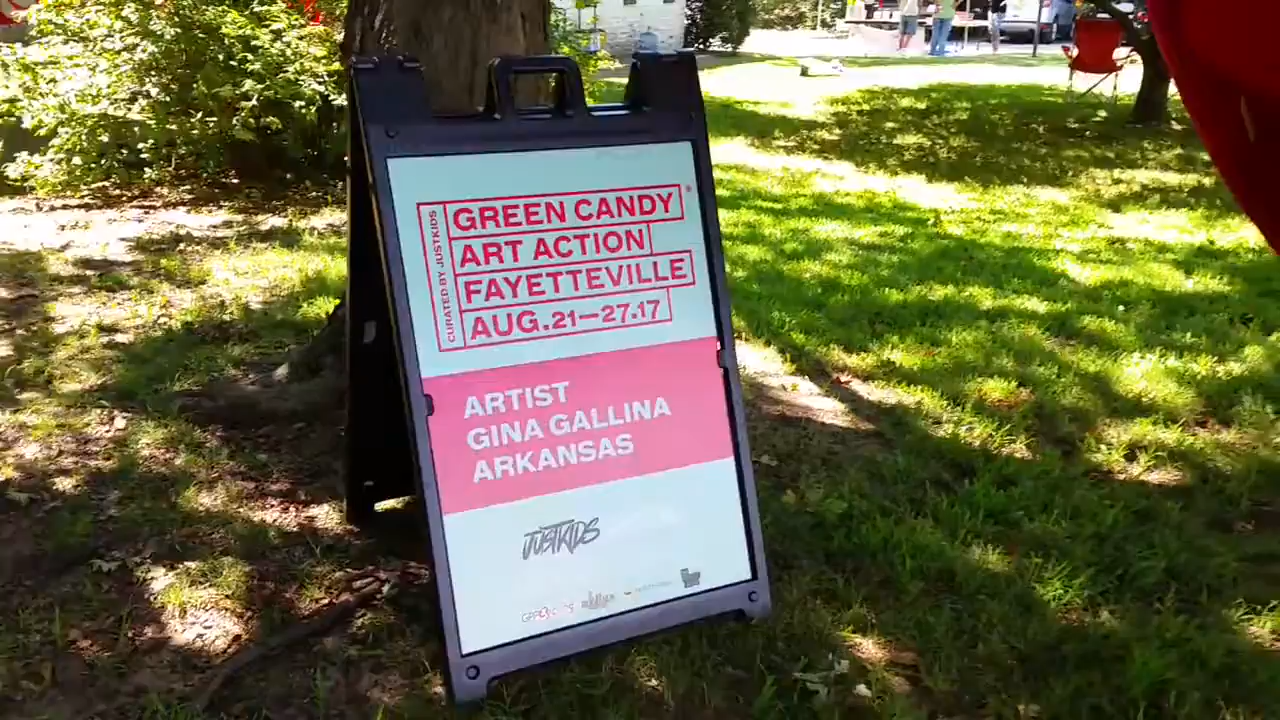 CURATED BY JUSTKIDS
GREEN CANDY
ART ACTION
FAYETTEVILLE
AUG.21—27.17
ARTIST
GINA GALLINA
ARKANSAS
JUSTKIDS